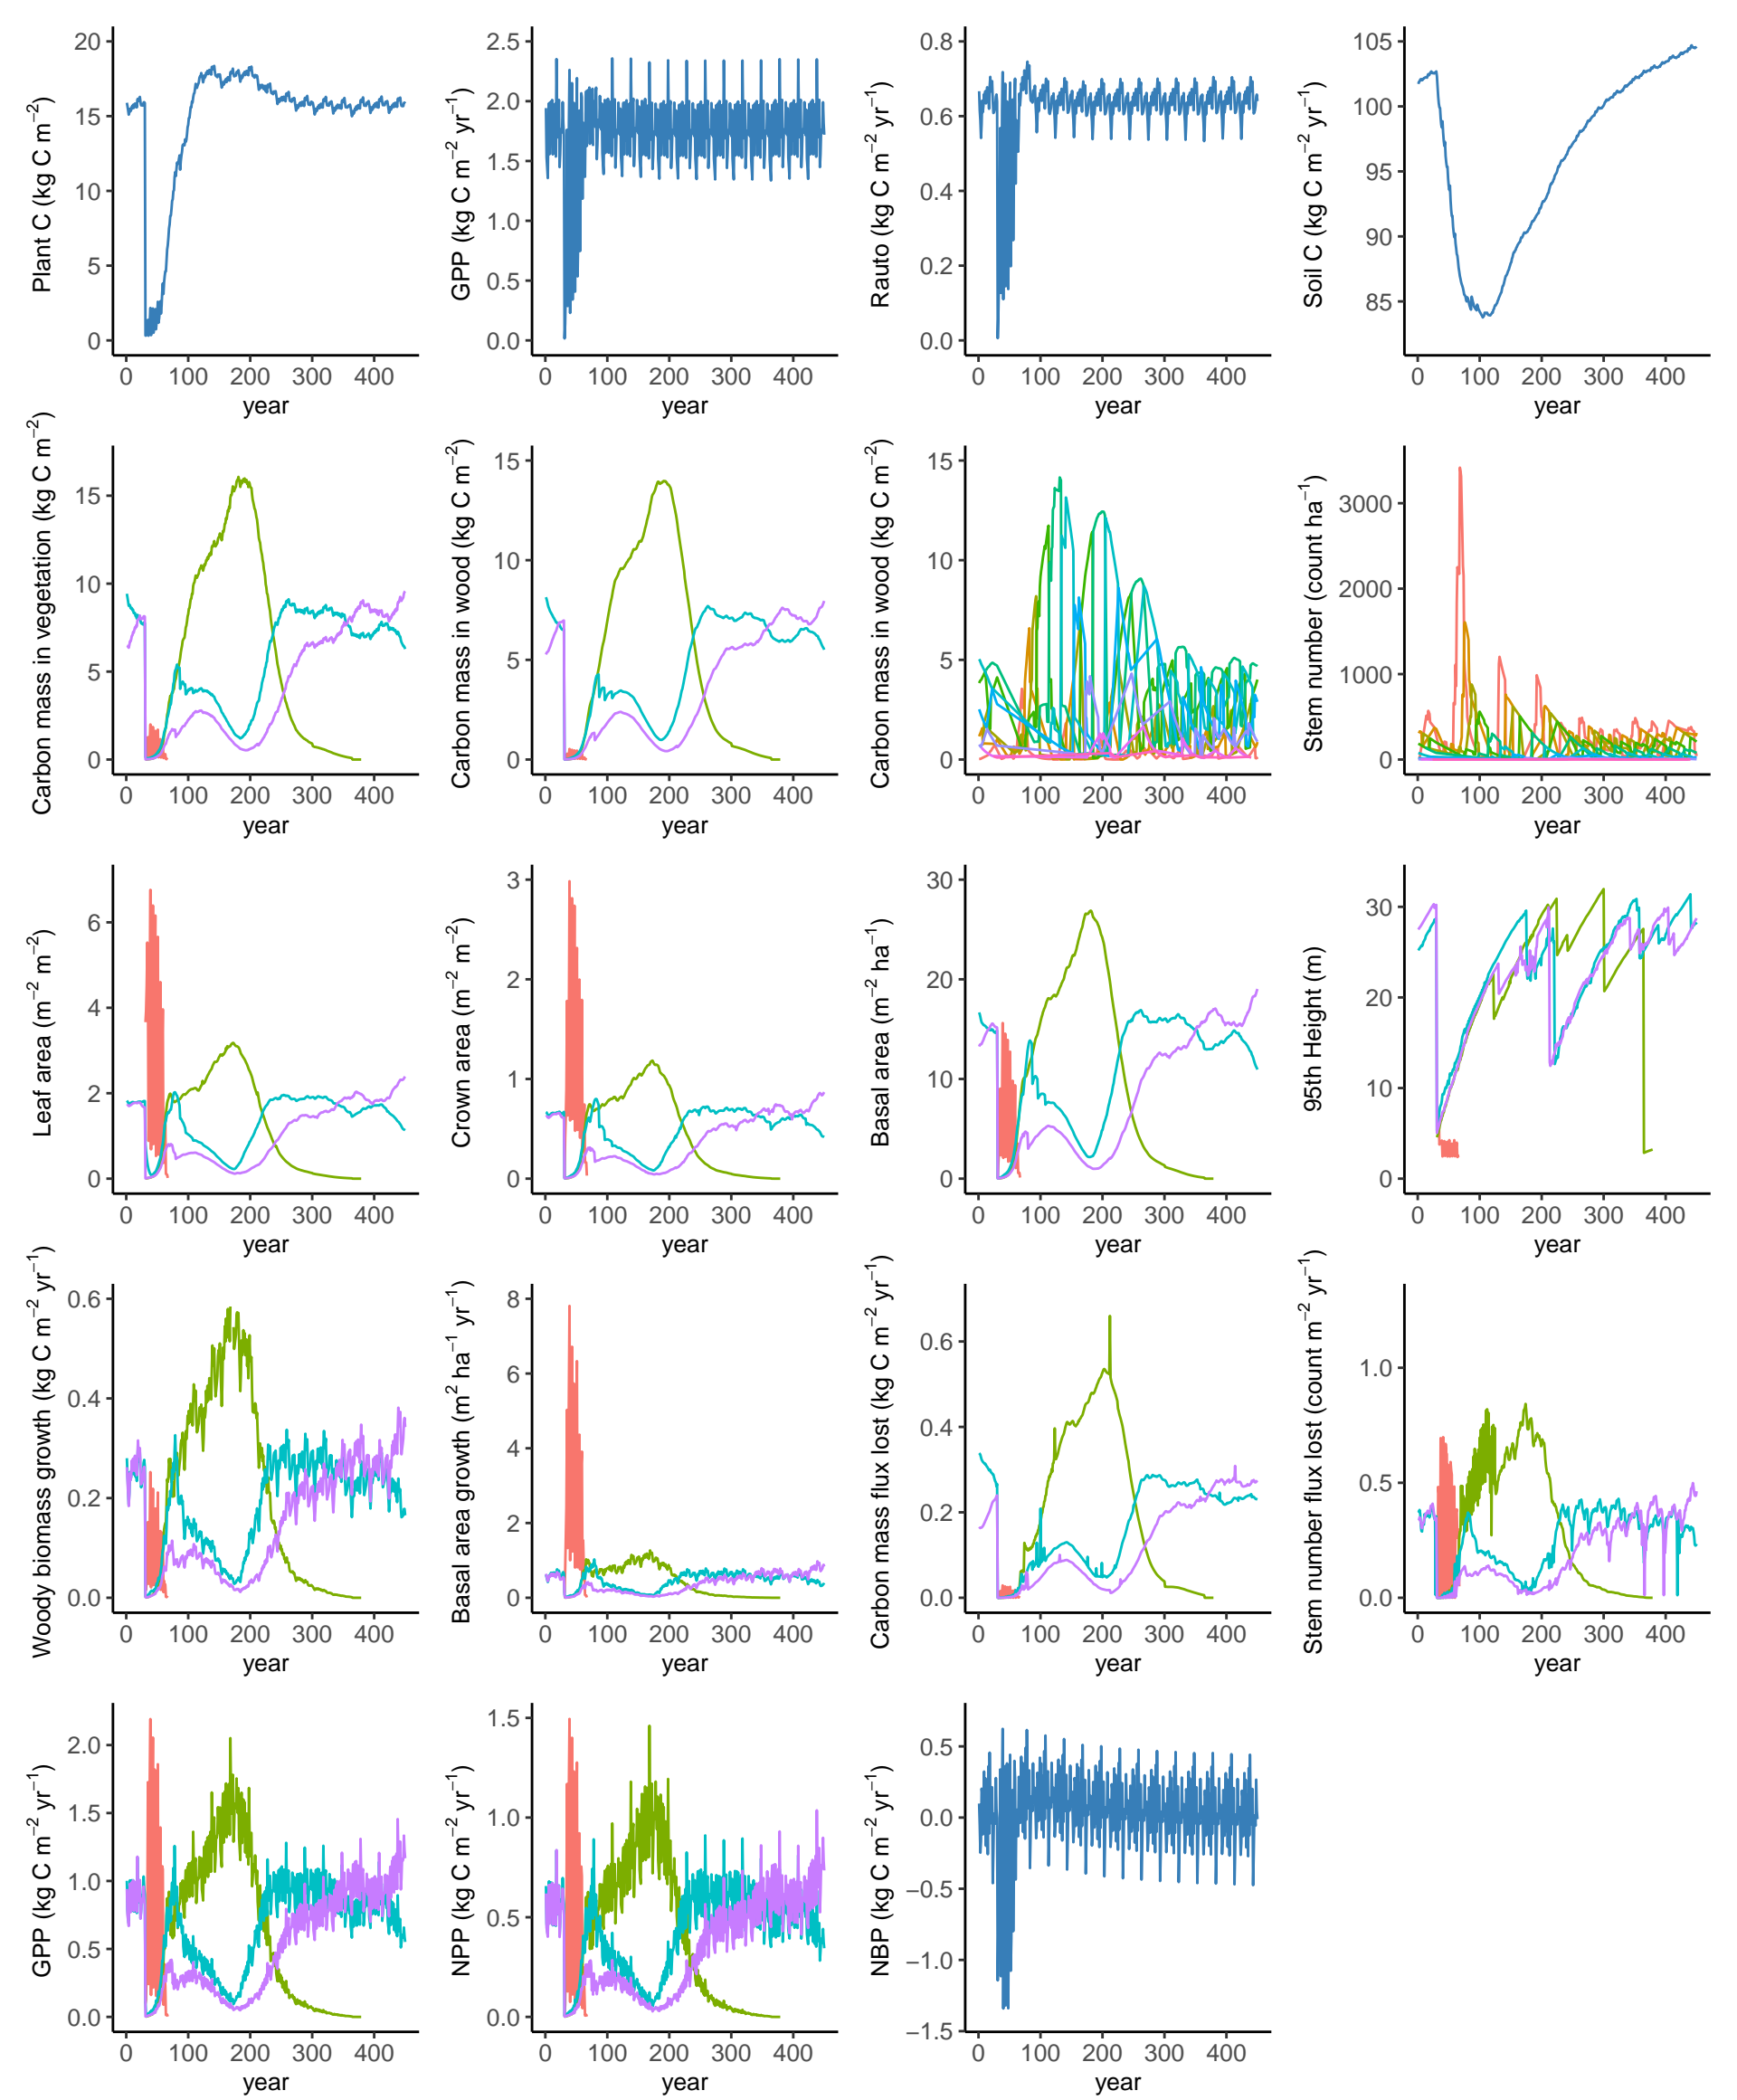 Plant C (kg C m−2)
20
15
10
5
0
0 100 200 300 400
year
GPP (kg C m−2 yr−1)
2.5
2.0
1.5
1.0
0.5
0.0
0 100 200 300 400
year
Rauto (kg C m−2 yr−1)
0.8
0.6
0.4
0.2
0.0
0 100 200 300 400
year
Soil C (kg C m−2 yr−1)
105
100
95
90
85
0 100 200 300 400
year
Carbon mass in vegetation (kg C m−2)
15
10
5
0
0 100 200 300 400
year
Carbon mass in wood (kg C m−2)
15
10
5
0
0 100 200 300 400
year
Carbon mass in wood (kg C m−2)
15
10
5
0
0 100 200 300 400
year
Stem number (count ha−1)
3000
2000
1000
0
0 100 200 300 400
year
Leaf area (m−2 m−2)
6
4
2
0
0 100 200 300 400
year
Crown area (m−2 m−2)
3
2
1
0
0 100 200 300 400
year
Basal area (m−2 ha−1)
30
20
10
0
0 100 200 300 400
year
95th Height (m)
30
20
10
0
0 100 200 300 400
year
Woody biomass growth (kg C m−2 yr−1)
0.6
0.4
0.2
0.0
0 100 200 300 400
year
Basal area growth (m2 ha−1 yr−1)
8
6
4
2
0
0 100 200 300 400
year
Carbon mass flux lost (kg C m−2 yr−1)
0.6
0.4
0.2
0.0
0 100 200 300 400
year
Stem number flux lost (count m−2 yr−1)
1.0
0.5
0.0
0 100 200 300 400
year
GPP (kg C m−2 yr−1)
2.0
1.5
1.0
0.5
0.0
0 100 200 300 400
year
NPP (kg C m−2 yr−1)
1.5
1.0
0.5
0.0
0 100 200 300 400
year
NBP (kg C m−2 yr−1)
0.5
0.0
−0.5
−1.0
−1.5
0 100 200 300 400
year